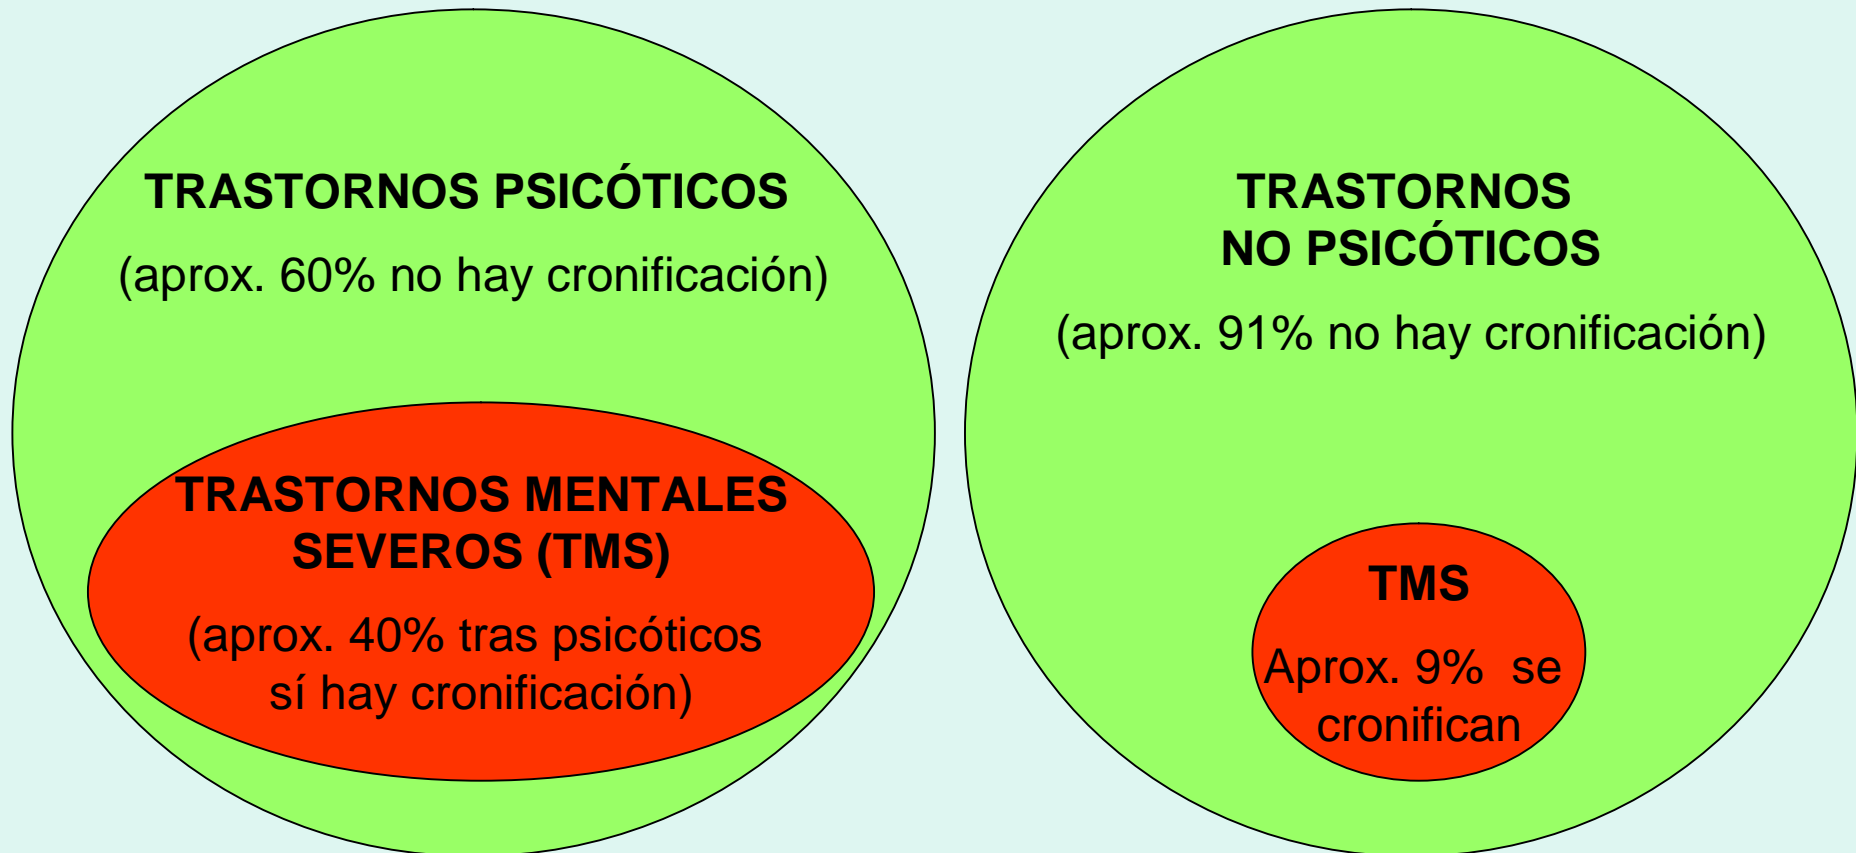 TRASTORNOS PSICÓTICOS
(aprox. 60% no hay cronificación)
TRASTORNOS MENTALES
SEVEROS (TMS)
(aprox. 40% tras psicóticos
sí hay cronificación)
TRASTORNOS
NO PSICÓTICOS
(aprox. 91% no hay cronificación)
TMS
Aprox. 9% se
cronifican